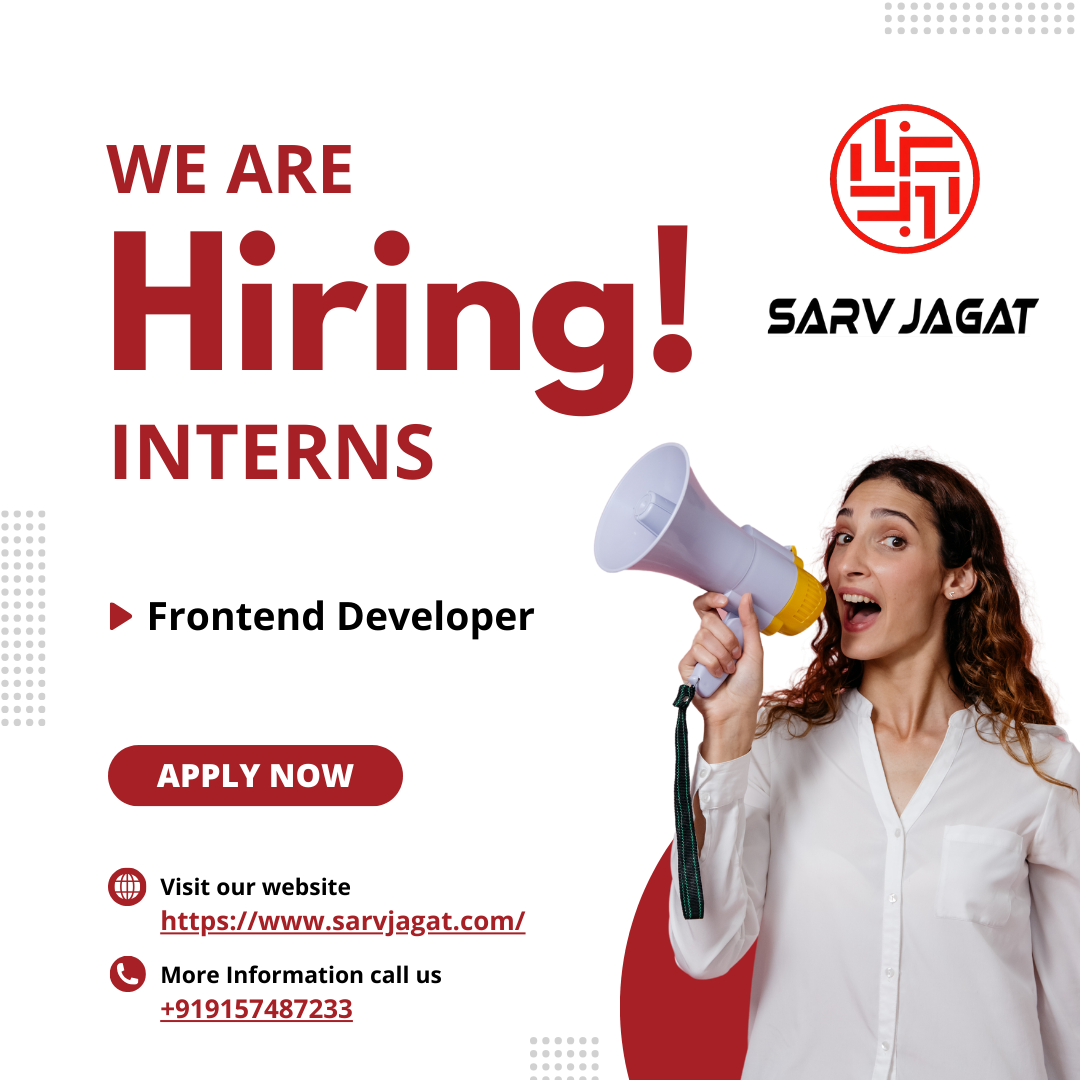 WE ARE
Hiring!
INTERNS
SARV JAGAT
Frontend Developer
APPLY NOW
Visit our website
https://www.sarvjagat.com/
More Information call us
+919157487233